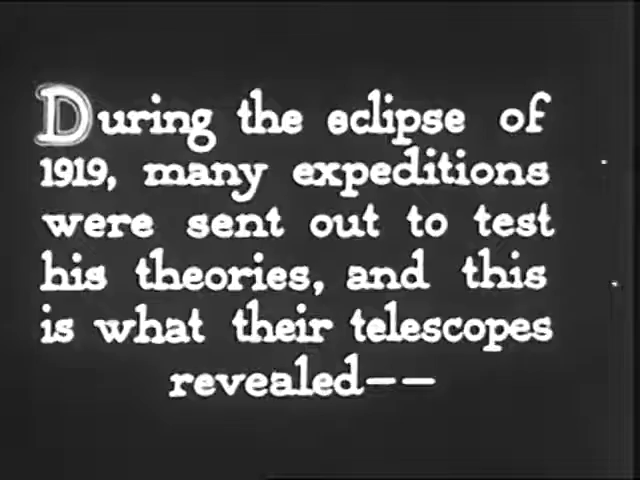 During the eclipse of
1919, many expeditions
were sent out to test
his theories, and this
is what their telescopes
revealed--